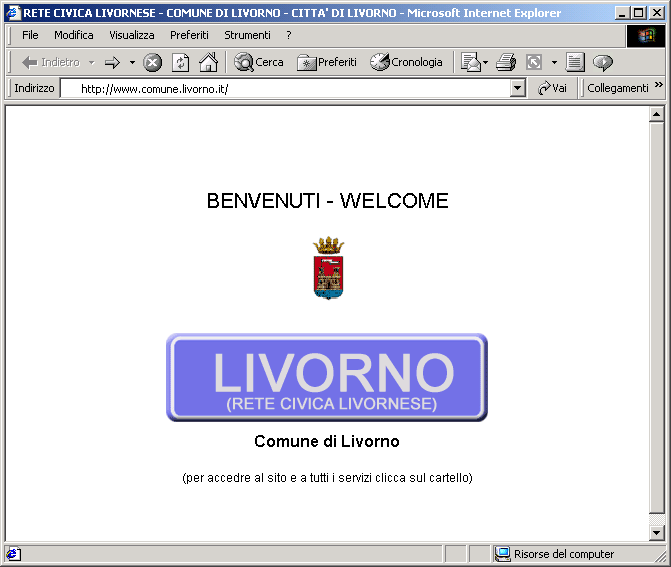 RETE CIVICA LIVORNESE - COMUNE DI LIVORNO - CITTA' DI LIVORNO - Microsoft Internet Explorer
File Modifica Visualizza Preferiti Strumenti ?
Indietro Cerca Preferiti Cronologia
Indirizzo http://www.comune.livorno.it/ Vai Collegamenti »
BENVENUTI - WELCOME
LIVORNO
(RETE CIVICA LIVORNESE)
Comune di Livorno
(per accedre al sito e a tutti i servizi clicca sul cartello)
Risorse del computer